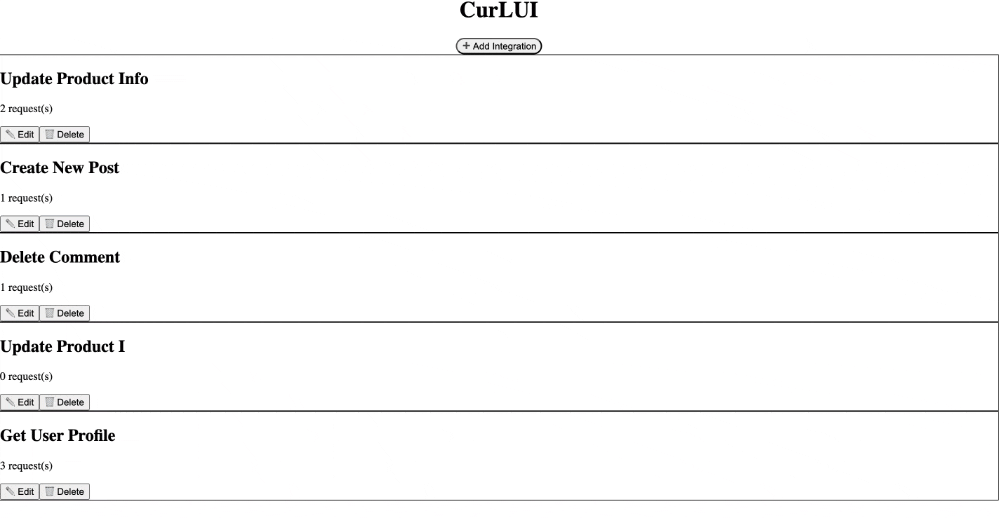 CurLUI
+ Add Integration
Update Product Info
2 request(s)
Edit Delete
Create New Post
1 request(s)
Edit Delete
Delete Comment
1 request(s)
Edit Delete
Update Product I
0 request(s)
Edit Delete
Get User Profile
3 request(s)
Edit Delete